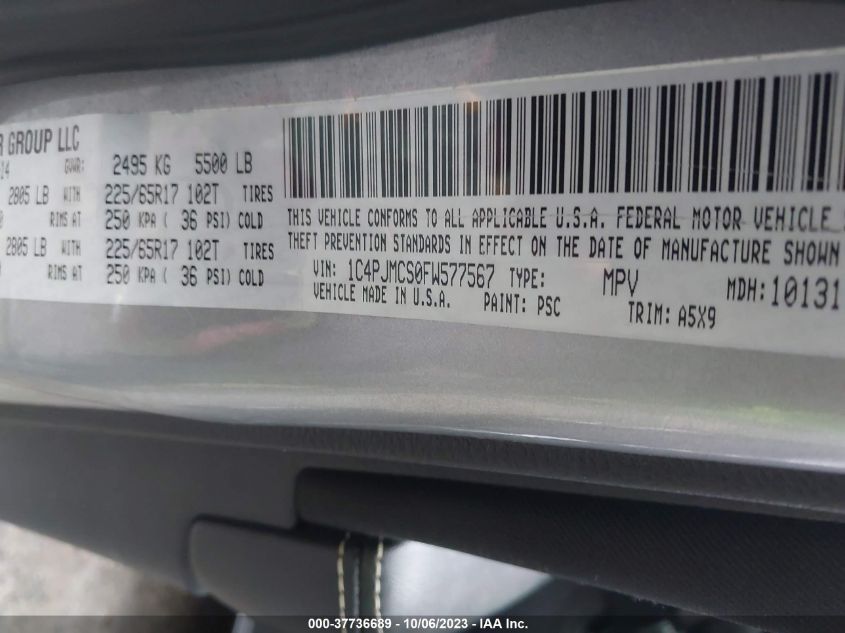 R GROUP LLC
14 GVWR: 2495 KG 5500 LB
2805 LB WITH 225/65R17 102T TIRES
0 RIMS AT 250 KPA ( 36 PSI) COLD
2805 LB WITH 225/65R17 102T TIRES
RIMS AT 250 KPA ( 36 PSI) COLD
THIS VEHICLE CONFORMS TO ALL APPLICABLE U.S.A. FEDERAL MOTOR VEHICLE
THEFT PREVENTION STANDARDS IN EFFECT ON THE DATE OF MANUFACTURE SHOWN
VIN: 1C4PJMCS0FW577567 TYPE: MPV MDH: 10131
VEHICLE MADE IN U.S.A. PAINT: PSC TRIM: A5X9
000-37736689 - 10/06/2023 - IAA Inc.